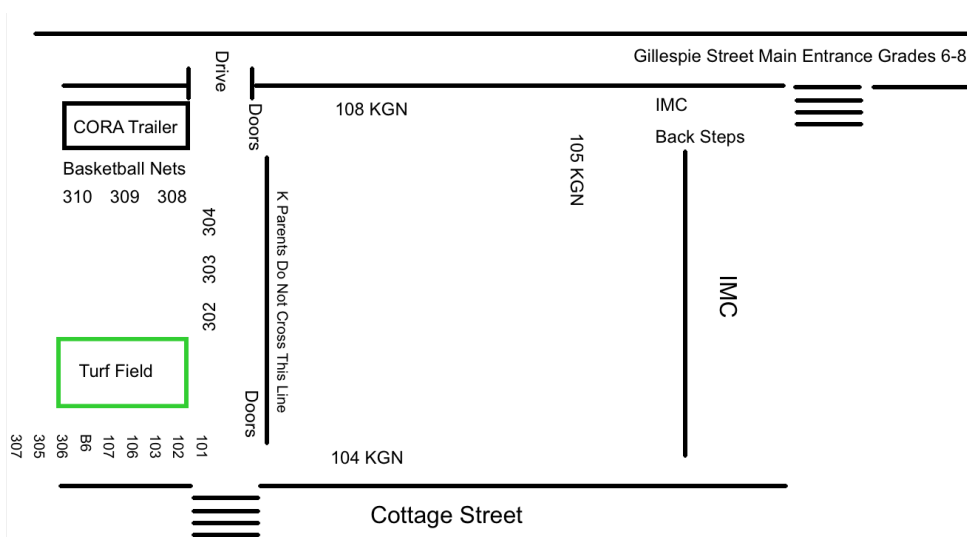 Gillespie Street Main Entrance Grades 6-8
Drive
CORA Trailer
Doors
108 KGN
IMC
Back Steps
105 KGN
Basketball Nets
310 309 308
304
303
302
K Parents Do Not Cross This Line
IMC
Turf Field
Doors
307
305
306
B6
107
106
103
102
101
104 KGN
Cottage Street